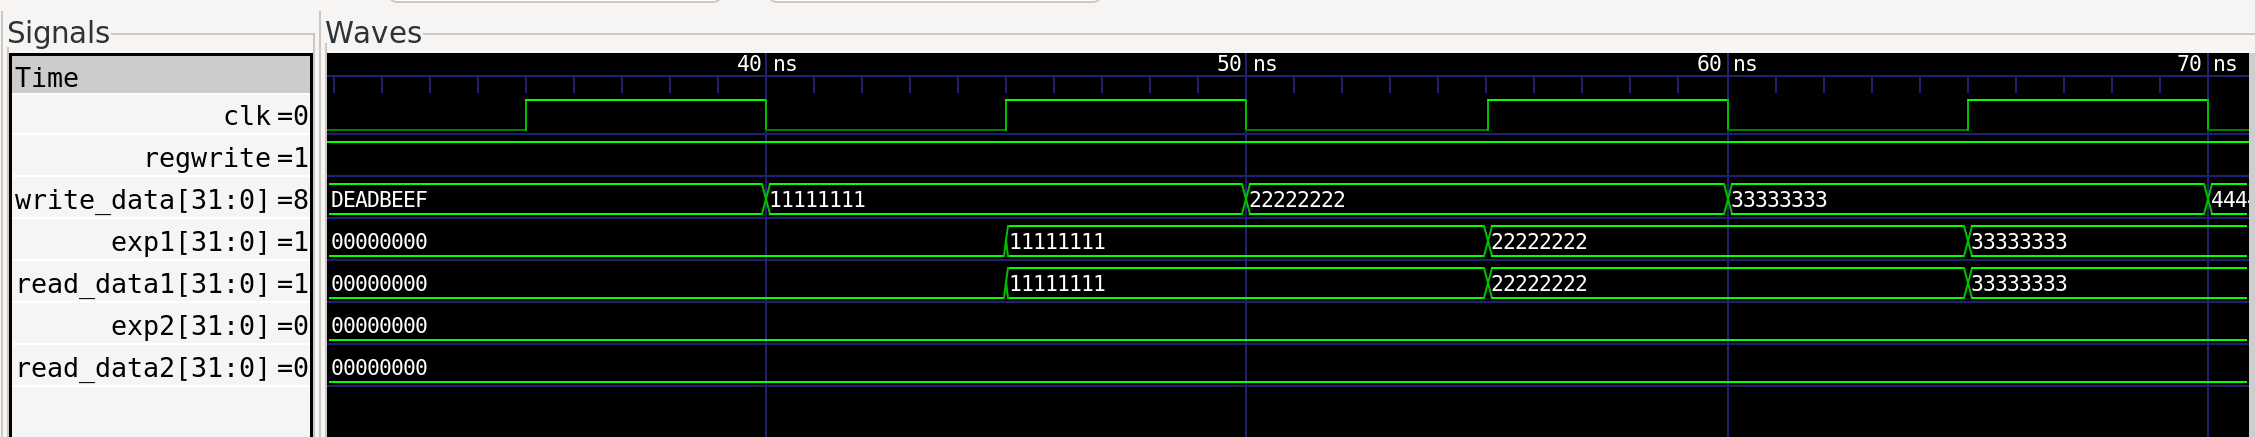 Signals Waves
Time 40 ns 50 ns 60 ns 70 ns
clk=0
regwrite=1
write_data[31:0]=8 DEADBEEF 11111111 22222222 33333333 444
exp1[31:0]=1 00000000 11111111 22222222 33333333
read_data1[31:0]=1 00000000 11111111 22222222 33333333
exp2[31:0]=0 00000000
read_data2[31:0]=0 00000000